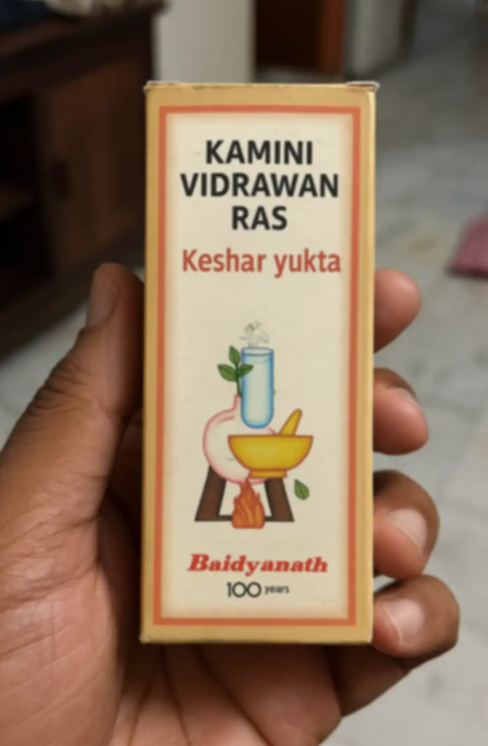 KAMINI
VIDRAWAN
RAS
Keshar yukta
Baidyanath
100 years